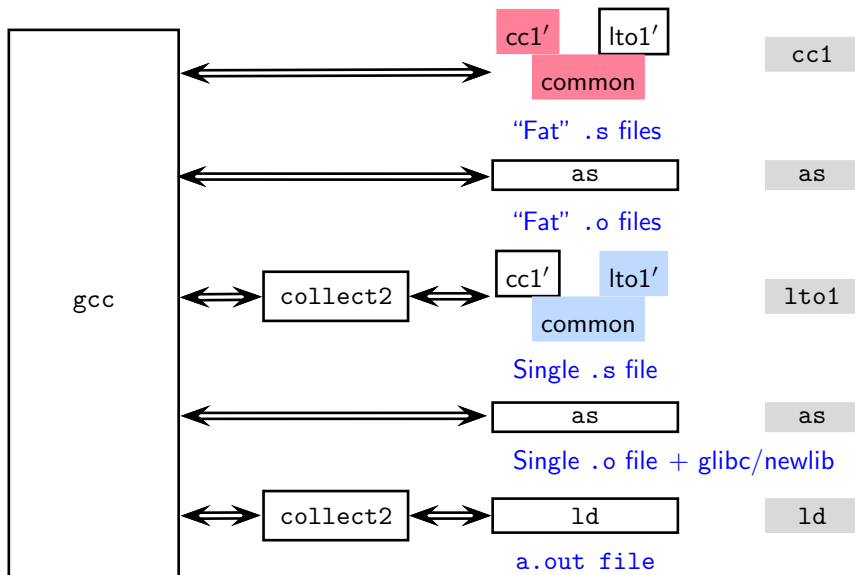 cc1′ lto1′
cc1
common
“Fat” .s files
as as
“Fat” .o files
cc1′ lto1′
gcc collect2 lto1
common
Single .s file
as as
Single .o file + glibc/newlib
collect2 ld ld
a.out file